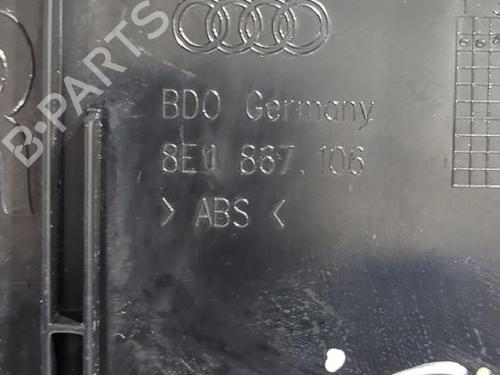 B·PARTS
BDO Germany
8E1 867.106
> ABS <